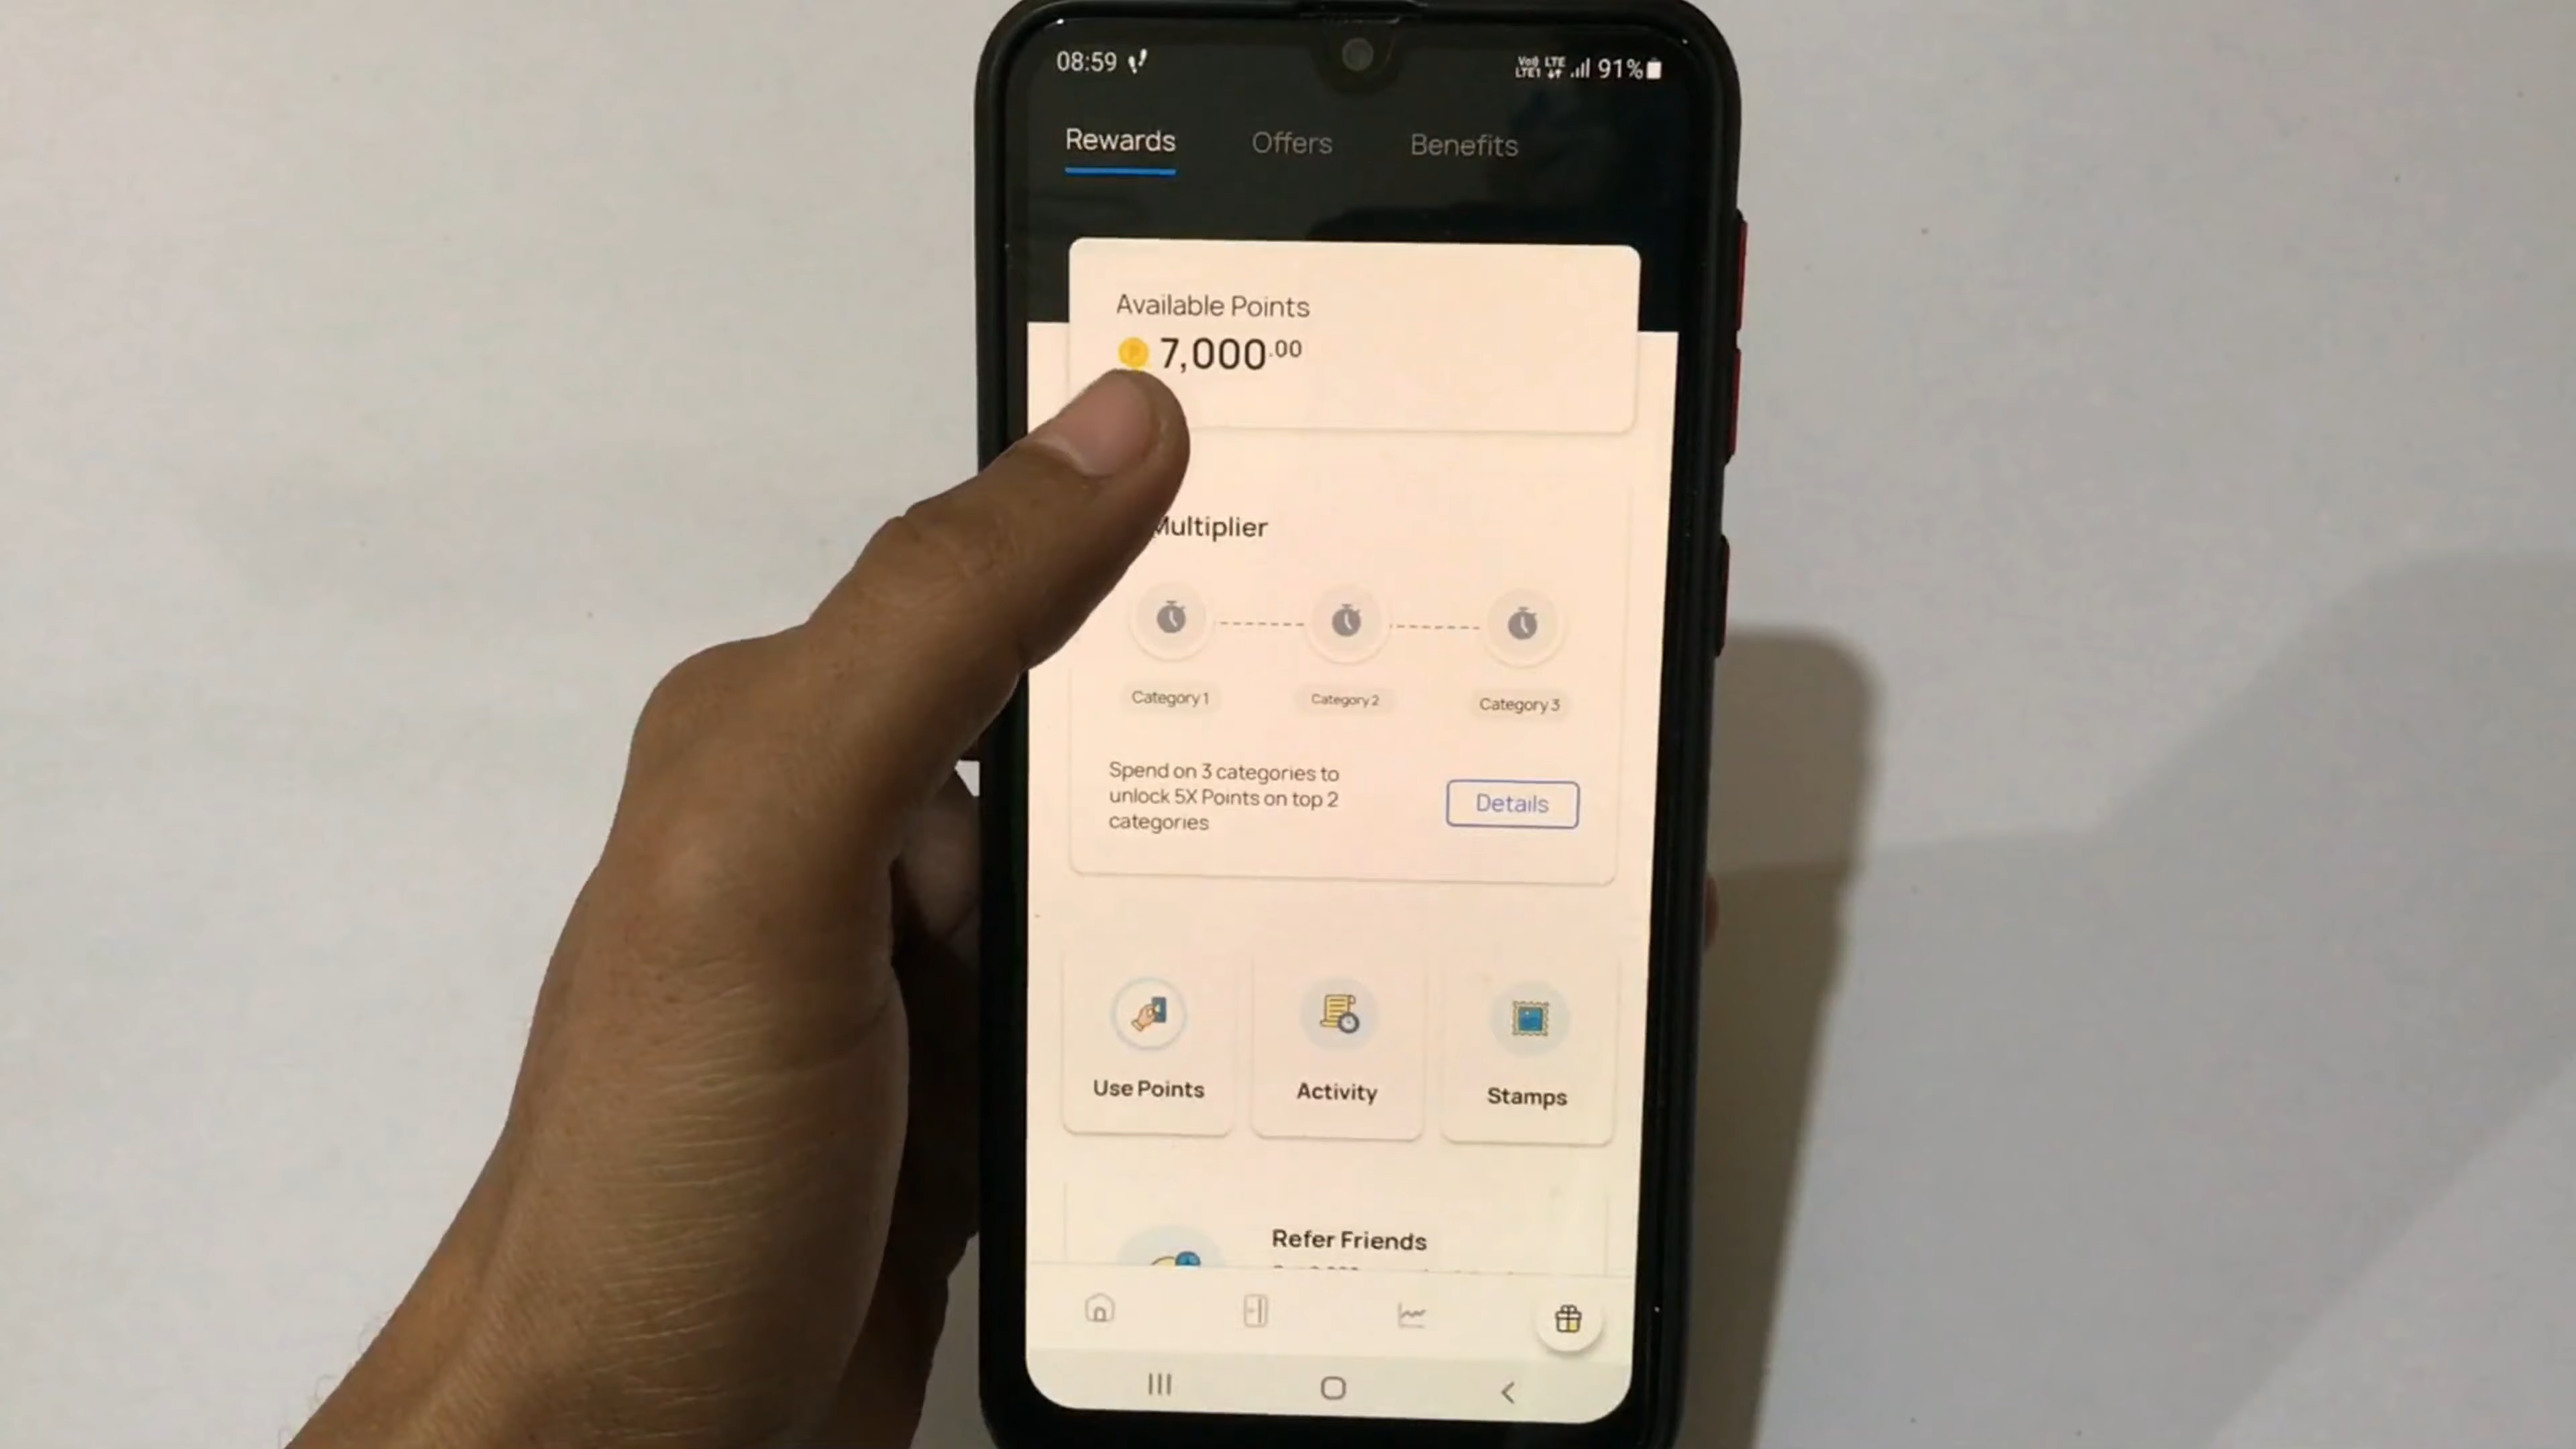 08:59
91%
Rewards Offers Benefits
Available Points
7,000.00
Multiplier
Category 1 Category 2 Category 3
Spend on 3 categories to
unlock 5X Points on top 2
categories
Details
Use Points Activity Stamps
Refer Friends